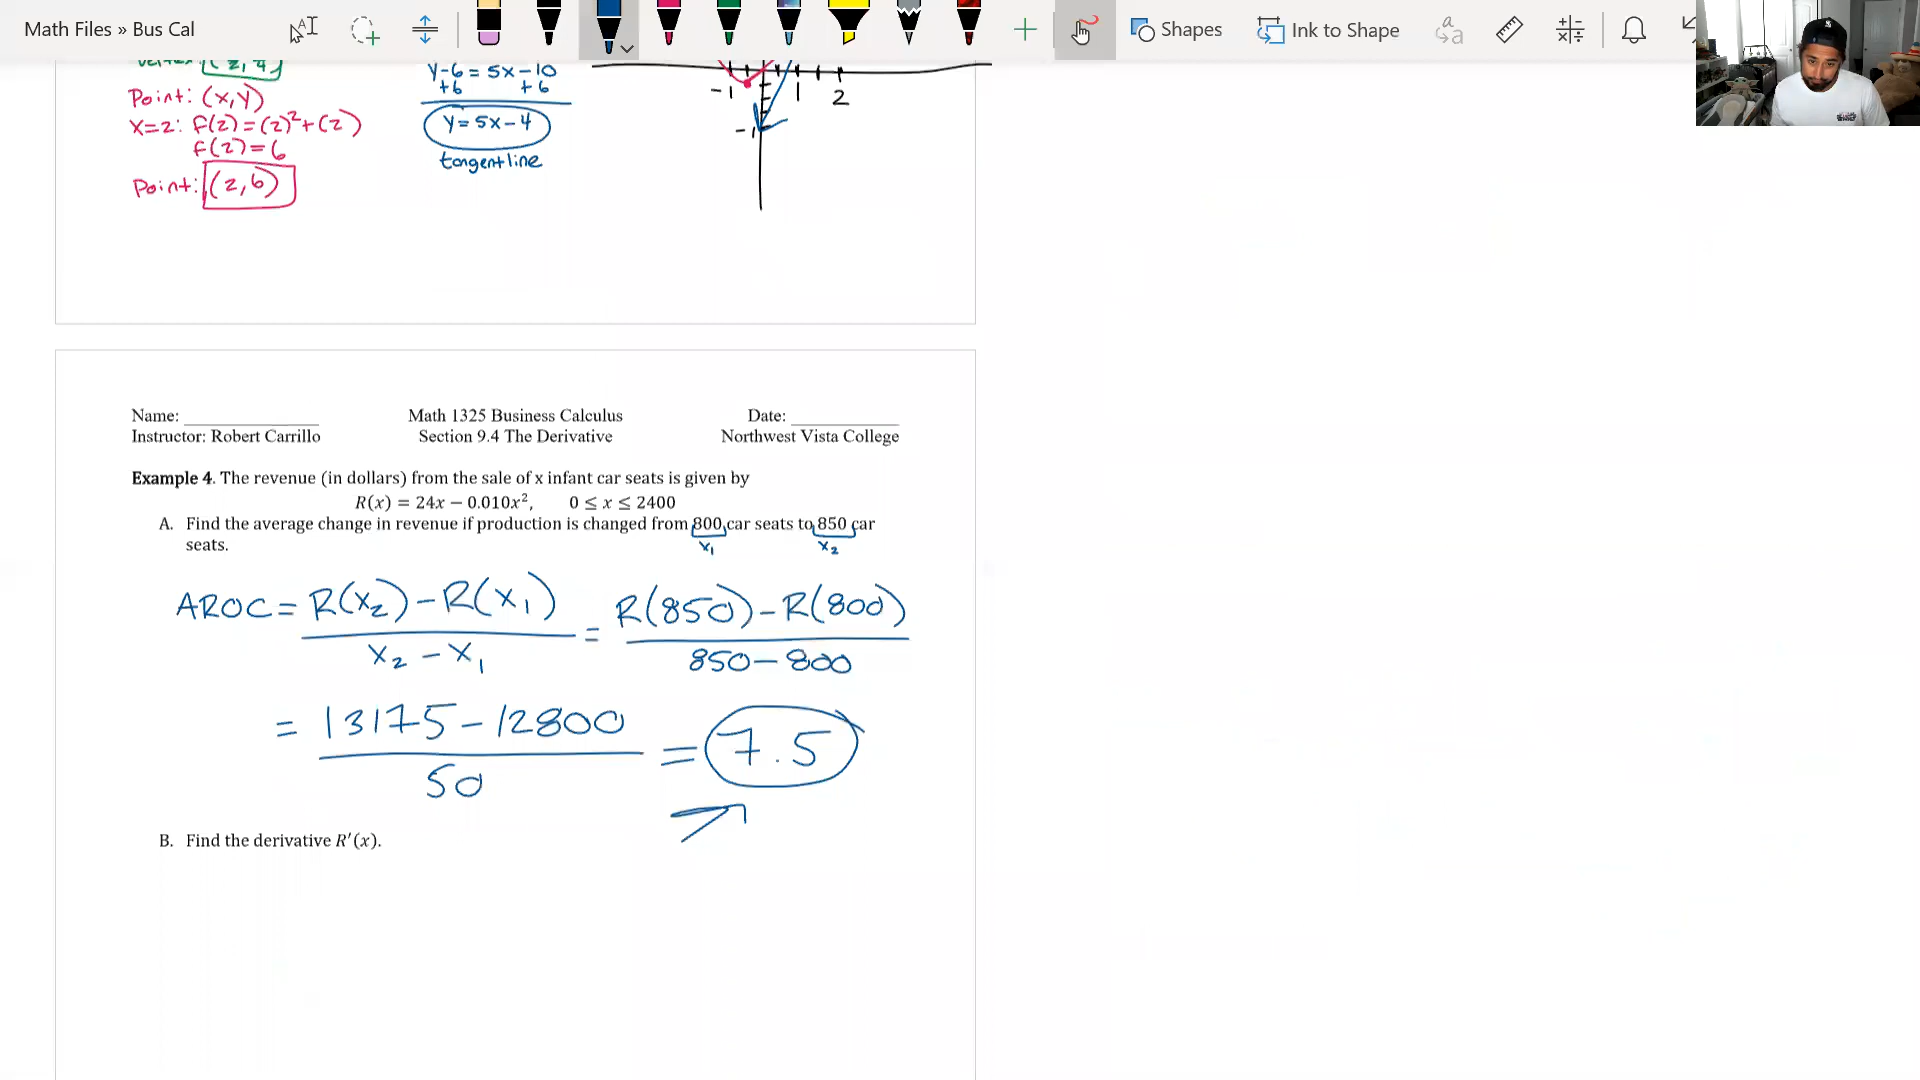 Math Files » Bus Cal
Shapes
Ink to Shape
vertex (2, 4)
Point: (x,y)
x=2: f(2)=(2)²+(2)
f(2)=6
Point: (2,6)
y-6=5x-10
+6 +6
y=5x-4
tangent line
-1 1 2
-1
Name: ____________ Math 1325 Business Calculus Date: ____________
Instructor: Robert Carrillo Section 9.4 The Derivative Northwest Vista College
Example 4. The revenue (in dollars) from the sale of x infant car seats is given by
R(x) = 24x − 0.010x², 0 ≤ x ≤ 2400
A. Find the average change in revenue if production is changed from 800 car seats to 850 car
seats.
x₁ x₂
AROC = R(x₂) - R(x₁) = R(850) - R(800)
x₂ - x₁ 850 - 800
= 13175 - 12800 = 7.5
50
B. Find the derivative R′(x).